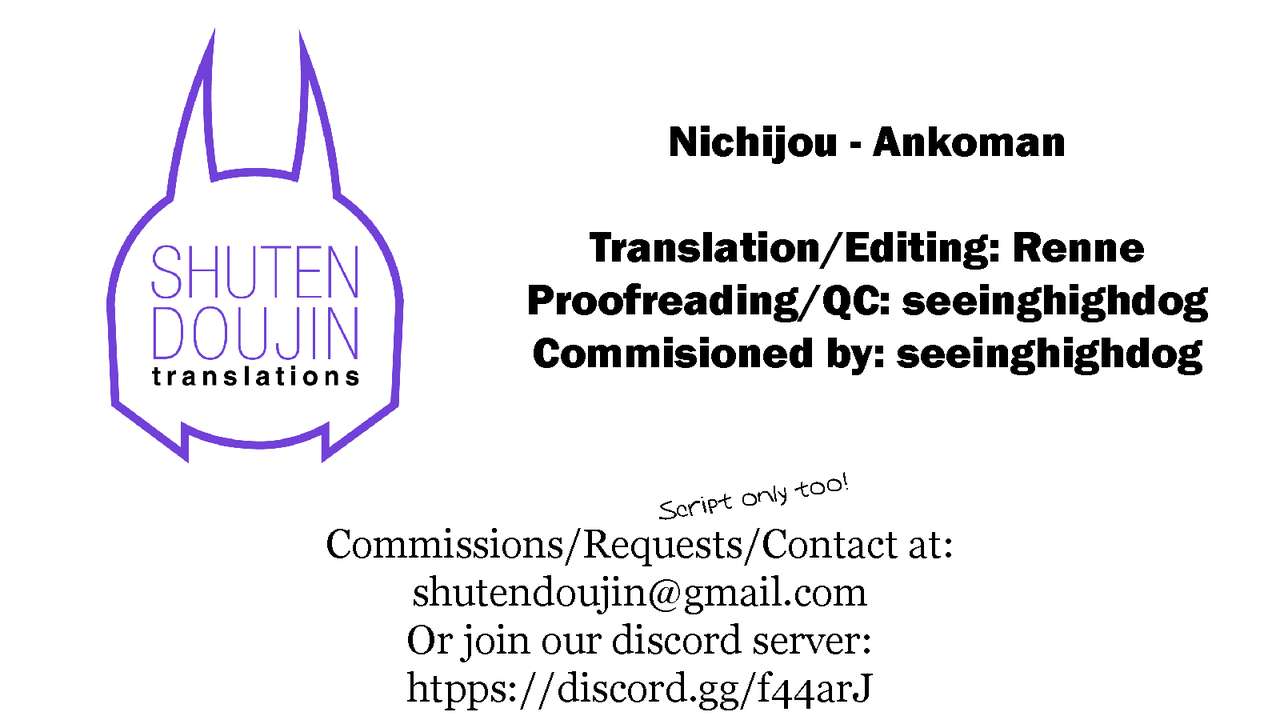 SHUTEN
DOUJIN
translations
Nichijou - Ankoman
Translation/Editing: Renne
Proofreading/QC: seeinghighdog
Commisioned by: seeinghighdog
Script only too!
Commissions/Requests/Contact at:
shutendoujin@gmail.com
Or join our discord server:
htpps://discord.gg/f44arJ